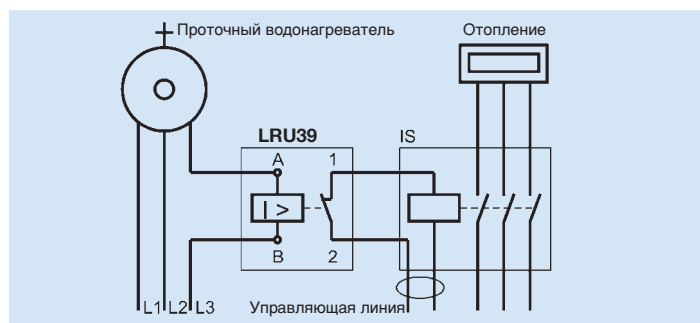 Проточный водонагреватель
Отопление
LRU39
IS
A
1
I >
B
2
L1 L2 L3
Управляющая линия